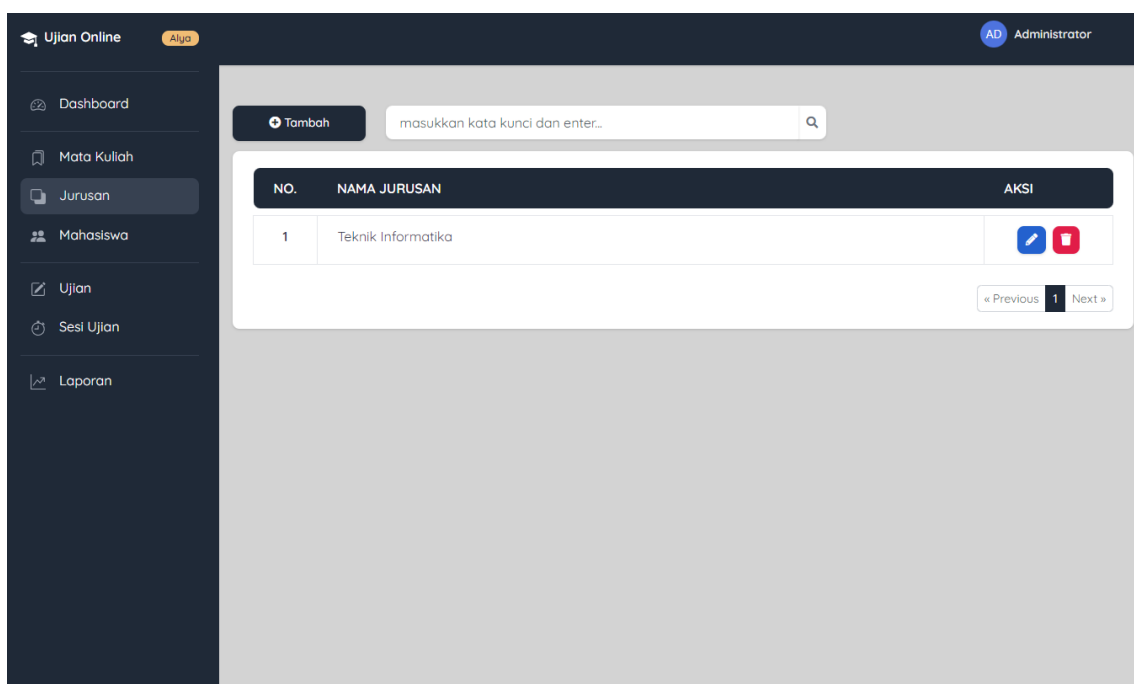 Ujian Online Alya
AD Administrator
Dashboard
Mata Kuliah
Jurusan
Mahasiswa
Ujian
Sesi Ujian
Laporan
Tambah
masukkan kata kunci dan enter...
NO. NAMA JURUSAN AKSI
1 Teknik Informatika
« Previous 1 Next »